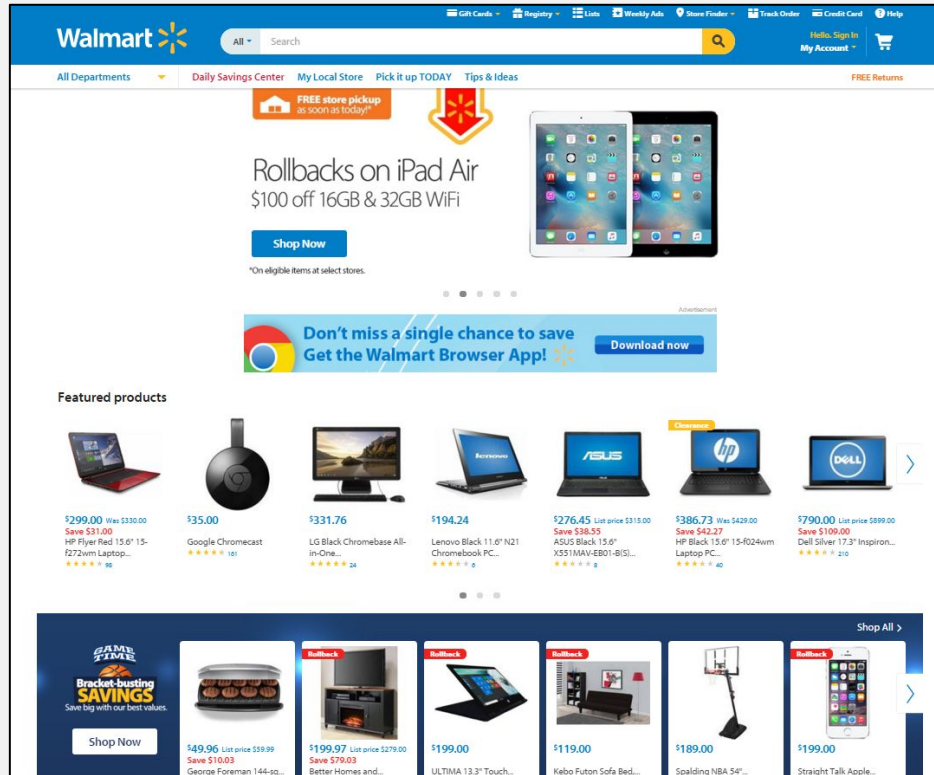 Gift Cards Registry Lists Weekly Ads Store Finder Track Order Credit Card Help
Walmart
All Search
Hello. Sign In
My Account
All Departments Daily Savings Center My Local Store Pick it up TODAY Tips & Ideas FREE Returns
FREE store pickup
as soon as today!*
Rollbacks on iPad Air
$100 off 16GB & 32GB WiFi
Shop Now
*On eligible items at select stores.
Advertisement
Don't miss a single chance to save
Get the Walmart Browser App!
Download now
Featured products
Clearance
lenovo
ASUS
hp
DELL
$299.00 Was $330.00
Save $31.00
HP Flyer Red 15.6" 15-
f272wm Laptop...
98
$35.00
Google Chromecast
161
$331.76
LG Black Chromebase All-
in-One...
24
$194.24
Lenovo Black 11.6" N21
Chromebook PC...
$276.45 List price $315.00
Save $38.55
ASUS Black 15.6"
X551MAV-EB01-B(S)...
$386.73 Was $429.00
Save $42.27
HP Black 15.6" 15-f024wm
Laptop PC...
40
$790.00 List price $899.00
Save $109.00
Dell Silver 17.3" Inspiron...
210
Shop All
GAME
TIME
Bracket-busting
SAVINGS
Save big with our best values.
Shop Now
$49.96 List price $59.99
Save $10.03
George Foreman 144-sq...
Rollback
$199.97 List price $279.00
Save $79.03
Better Homes and...
Rollback
$199.00
ULTIMA 13.3" Touch...
Rollback
$119.00
Kebo Futon Sofa Bed,...
$189.00
Spalding NBA 54"...
Rollback
$199.00
Straight Talk Apple...